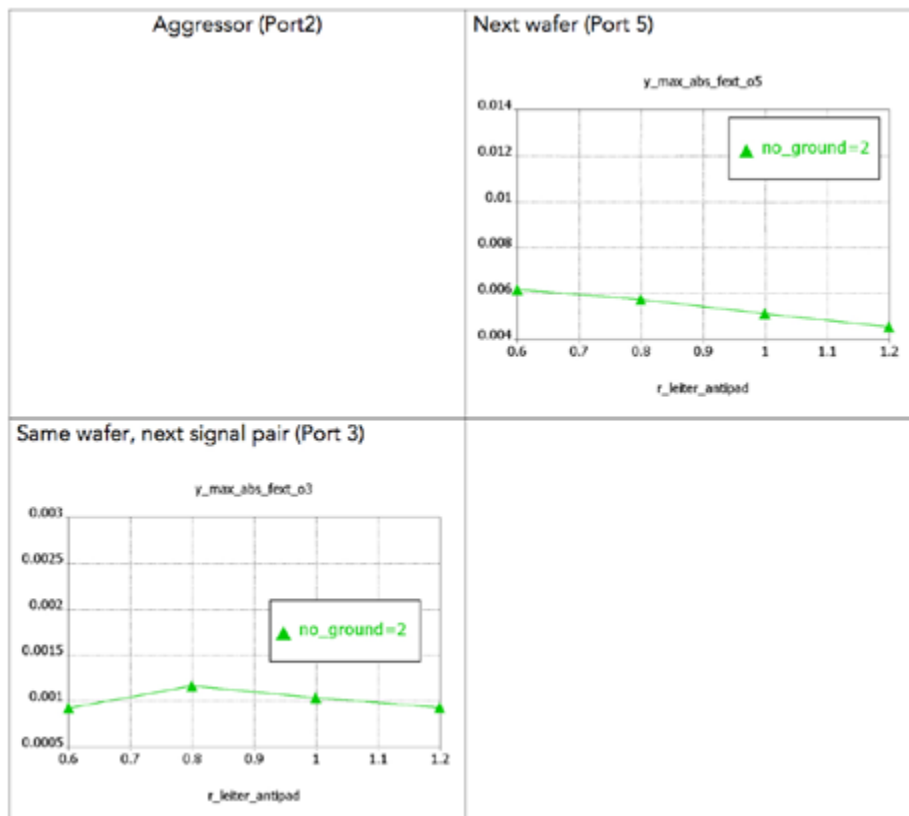 Aggressor (Port2)
Next wafer (Port 5)
y_max_abs_fext_o5
0.014
0.012
0.01
0.008
0.006
0.004
no_ground=2
0.6 0.7 0.8 0.9 1 1.1 1.2
r_leiter_antipad
Same wafer, next signal pair (Port 3)
y_max_abs_fext_o3
0.003
0.0025
0.002
0.0015
0.001
0.0005
no_ground=2
0.6 0.7 0.8 0.9 1 1.1 1.2
r_leiter_antipad